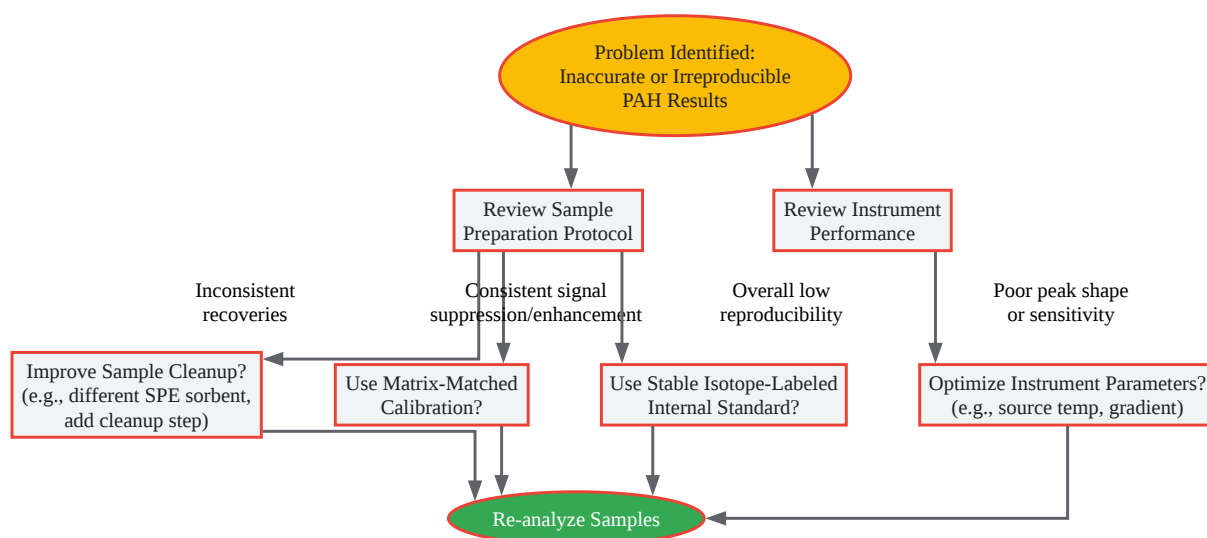 Problem Identified:
Inaccurate or Irreproducible
PAH Results
Review Sample
Preparation Protocol
Review Instrument
Performance
Inconsistent
recoveries
Consistent signal
suppression/enhancement
Overall low
reproducibility
Poor peak shape
or sensitivity
Improve Sample Cleanup?
(e.g., different SPE sorbent,
add cleanup step)
Use Matrix-Matched
Calibration?
Use Stable Isotope-Labeled
Internal Standard?
Optimize Instrument Parameters?
(e.g., source temp, gradient)
Re-analyze Samples